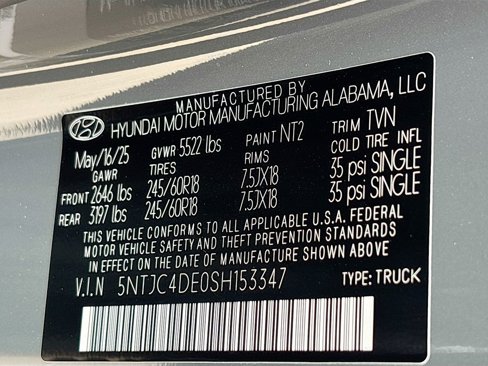 MANUFACTURED BY
HYUNDAI MOTOR MANUFACTURING ALABAMA, LLC
May/16/25 GVWR 5522 lbs PAINT NT2 TRIM TVN
GAWR TIRES RIMS COLD TIRE INFL
FRONT 2646 lbs 245/60R18 7.5JX18 35 psi SINGLE
REAR 3197 lbs 245/60R18 7.5JX18 35 psi SINGLE
THIS VEHICLE CONFORMS TO ALL APPLICABLE U.S.A. FEDERAL
MOTOR VEHICLE SAFETY AND THEFT PREVENTION STANDARDS
IN EFFECT ON THE DATE OF MANUFACTURE SHOWN ABOVE
V.I.N 5NTJC4DE0SH153347 TYPE: TRUCK